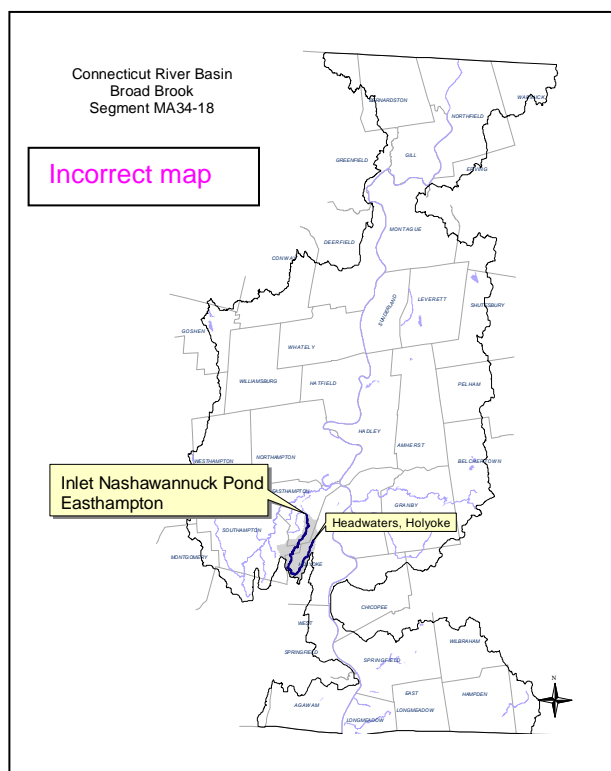 Connecticut River Basin
Broad Brook
Segment MA34-18
Incorrect map
BERNARDSTON
WARWICK
NORTHFIELD
GREENFIELD
GILL
ERVING
MONTAGUE
DEERFIELD
CONWAY
SUNDERLAND
LEVERETT
SHUTESBURY
GOSHEN
WHATELY
WILLIAMSBURG
HATFIELD
PELHAM
HADLEY
AMHERST
WESTHAMPTON
NORTHAMPTON
BELCHERTOWN
Inlet Nashawannuck Pond
Easthampton
EASTHAMPTON
GRANBY
Headwaters, Holyoke
SOUTHAMPTON
MONTGOMERY
HOLYOKE
CHICOPEE
WEST
SPRINGFIELD
WILBRAHAM
SPRINGFIELD
AGAWAM
EAST
LONGMEADOW
HAMPDEN
LONGMEADOW
N